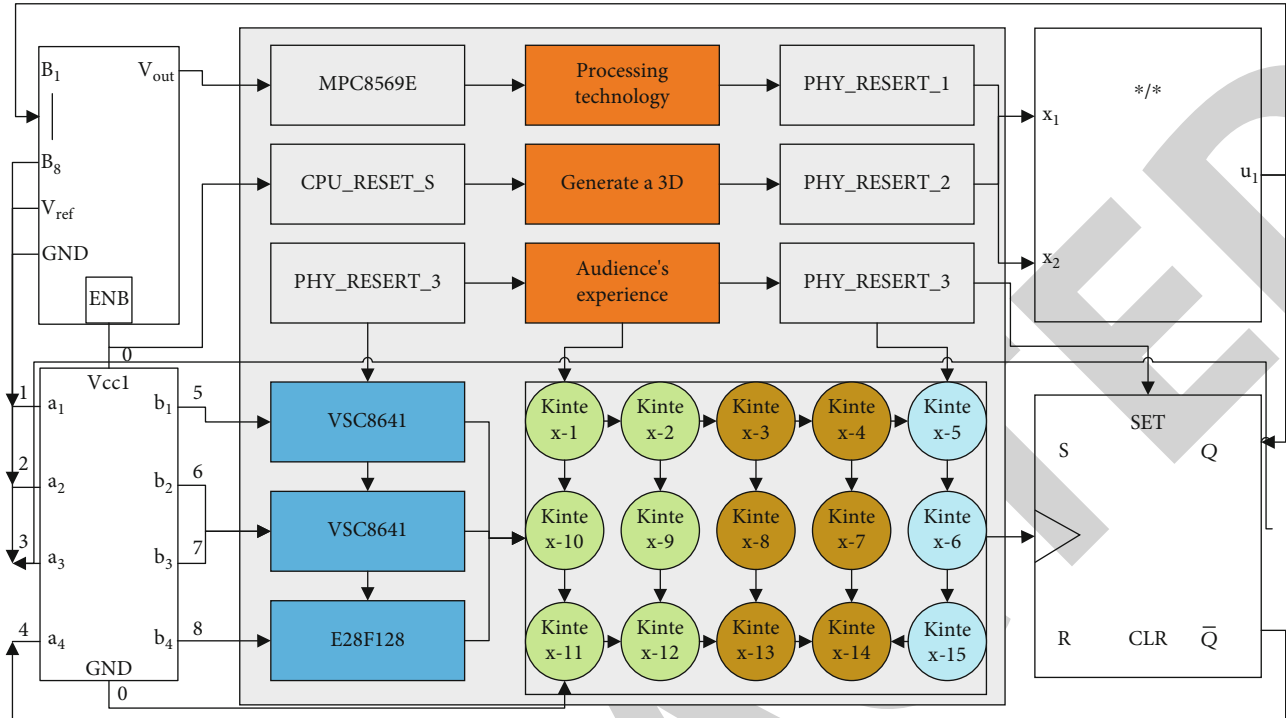 B1
Vout
B8
Vref
GND
ENB
0
MPC8569E
Processing
technology
PHY_RESERT_1
CPU_RESET_S
Generate a 3D
PHY_RESERT_2
PHY_RESERT_3
Audience's
experience
PHY_RESERT_3
*/*
x1
u1
x2
Vcc1
1
a1
b1
5
2
a2
b2
6
3
a3
b3
7
4
a4
b4
8
GND
0
VSC8641
VSC8641
E28F128
Kinte
x-1
Kinte
x-2
Kinte
x-3
Kinte
x-4
Kinte
x-5
Kinte
x-10
Kinte
x-9
Kinte
x-8
Kinte
x-7
Kinte
x-6
Kinte
x-11
Kinte
x-12
Kinte
x-13
Kinte
x-14
Kinte
x-15
SET
S
Q
R
CLR
Q̅